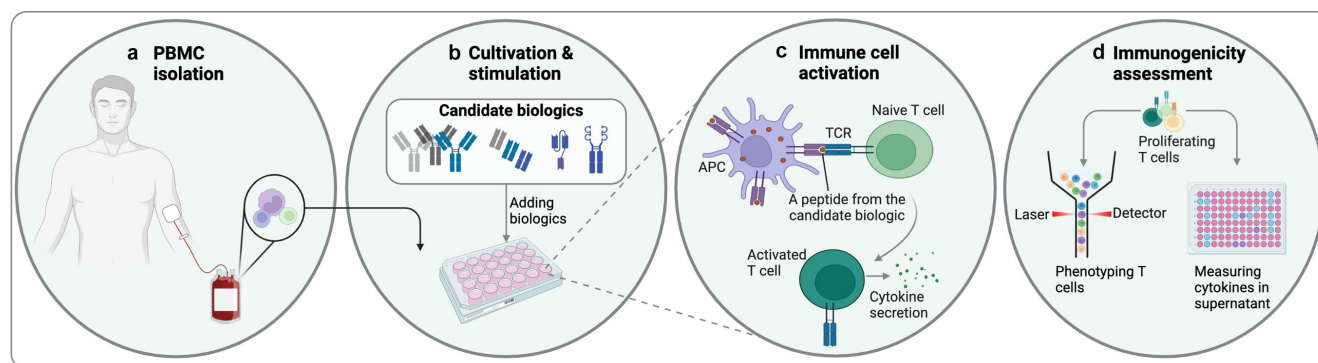 a PBMC
isolation
b Cultivation &
stimulation
Candidate biologics
Adding
biologics
c Immune cell
activation
Naive T cell
TCR
APC
A peptide from the
candidate biologic
Activated
T cell
Cytokine
secretion
d Immunogenicity
assessment
Proliferating
T cells
Laser
Detector
Phenotyping T
cells
Measuring
cytokines in
supernatant